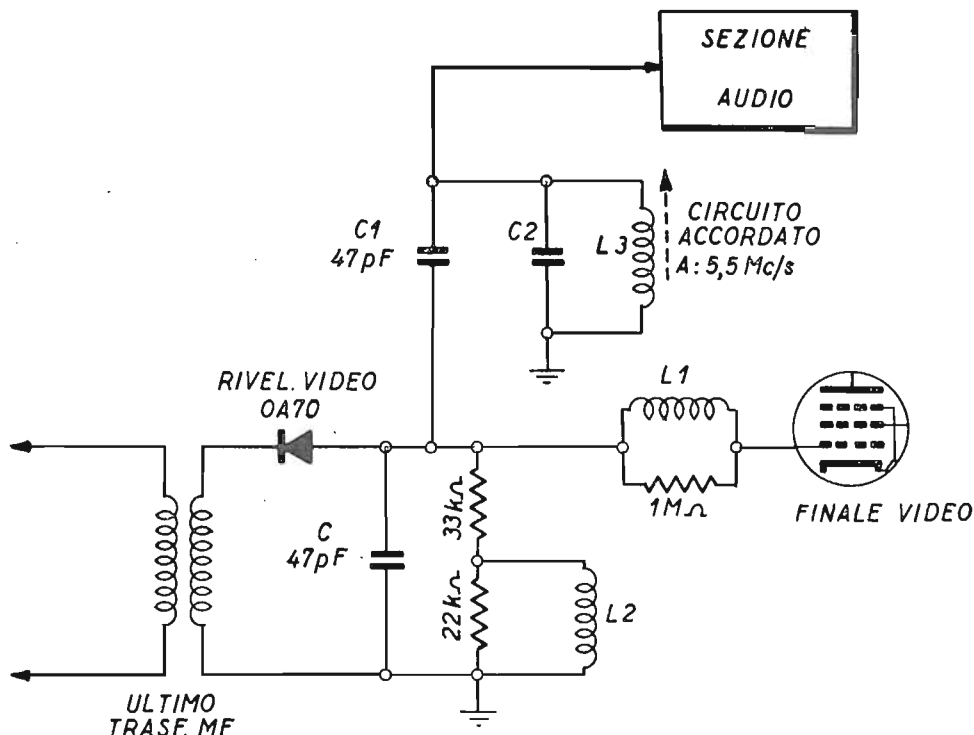 SEZIONE
AUDIO
C1
47pF
C2
L3
CIRCUITO
ACCORDATO
A: 5,5 Mc/s
RIVEL. VIDEO
OA70
L1
1MΩ
FINALE VIDEO
C
47pF
33kΩ
22kΩ
L2
ULTIMO
TRASF. MF